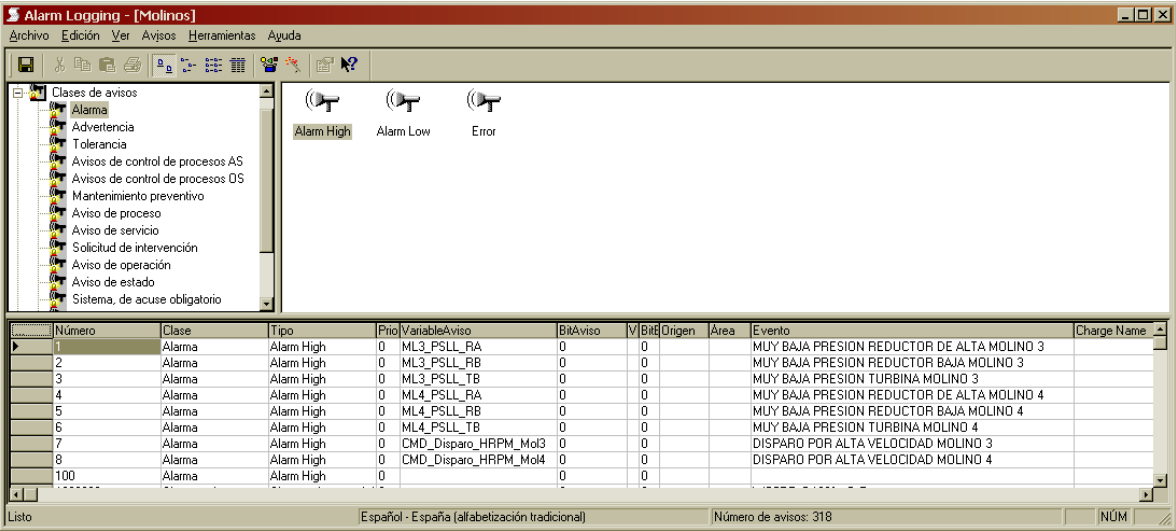 Alarm Logging - [Molinos]
Archivo Edición Ver Avisos Herramientas Ayuda
Clases de avisos
Alarma
Advertencia
Tolerancia
Avisos de control de procesos AS
Avisos de control de procesos OS
Mantenimiento preventivo
Aviso de proceso
Aviso de servicio
Solicitud de intervención
Aviso de operación
Aviso de estado
Sistema, de acuse obligatorio
Alarm High Alarm Low Error
Número Clase Tipo Prio VariableAviso BitAviso V BitE Origen Área Evento Charge Name
1 Alarma Alarm High 0 ML3_PSLL_RA 0 0 MUY BAJA PRESION REDUCTOR DE ALTA MOLINO 3
2 Alarma Alarm High 0 ML3_PSLL_RB 0 0 MUY BAJA PRESION REDUCTOR BAJA MOLINO 3
3 Alarma Alarm High 0 ML3_PSLL_TB 0 0 MUY BAJA PRESION TURBINA MOLINO 3
4 Alarma Alarm High 0 ML4_PSLL_RA 0 0 MUY BAJA PRESION REDUCTOR DE ALTA MOLINO 4
5 Alarma Alarm High 0 ML4_PSLL_RB 0 0 MUY BAJA PRESION REDUCTOR BAJA MOLINO 4
6 Alarma Alarm High 0 ML4_PSLL_TB 0 0 MUY BAJA PRESION TURBINA MOLINO 4
7 Alarma Alarm High 0 CMD_Disparo_HRPM_Mol3 0 0 DISPARO POR ALTA VELOCIDAD MOLINO 3
8 Alarma Alarm High 0 CMD_Disparo_HRPM_Mol4 0 0 DISPARO POR ALTA VELOCIDAD MOLINO 4
100 Alarma Alarm High 0 0 0
Listo Español - España (alfabetización tradicional) Número de avisos: 318 NÚM